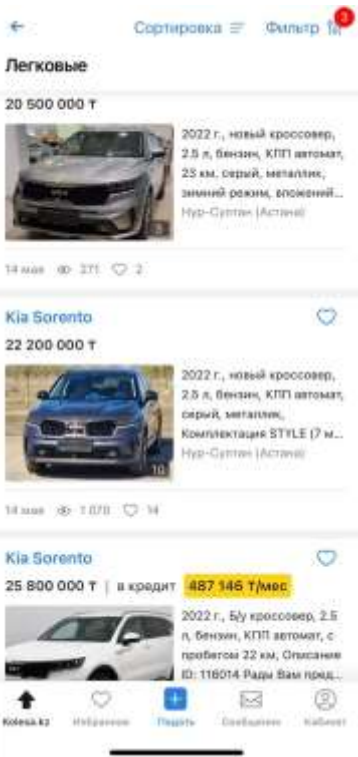 Сортировка
Фильтр
3
Легковые
20 500 000 ₸
2022 г., новый кроссовер,
2.5 л, бензин, КПП автомат,
23 км, серый, металлик,
зимний режим, вложений...
Нур-Султан (Астана)
14 мая 271 2
Kia Sorento
22 200 000 ₸
2022 г., новый кроссовер,
2.5 л, бензин, КПП автомат,
серый, металлик,
Комплектация STYLE (7 м...
Нур-Султан (Астана)
10
14 мая 1 070 14
Kia Sorento
25 800 000 ₸ | в кредит 487 146 ₸/мес
2022 г., Б/у кроссовер, 2.5
л, бензин, КПП автомат, с
пробегом 22 км, Описание
ID: 116014 Рады Вам пред...
Kolesa.kz Избранное Подать Сообщения Кабинет